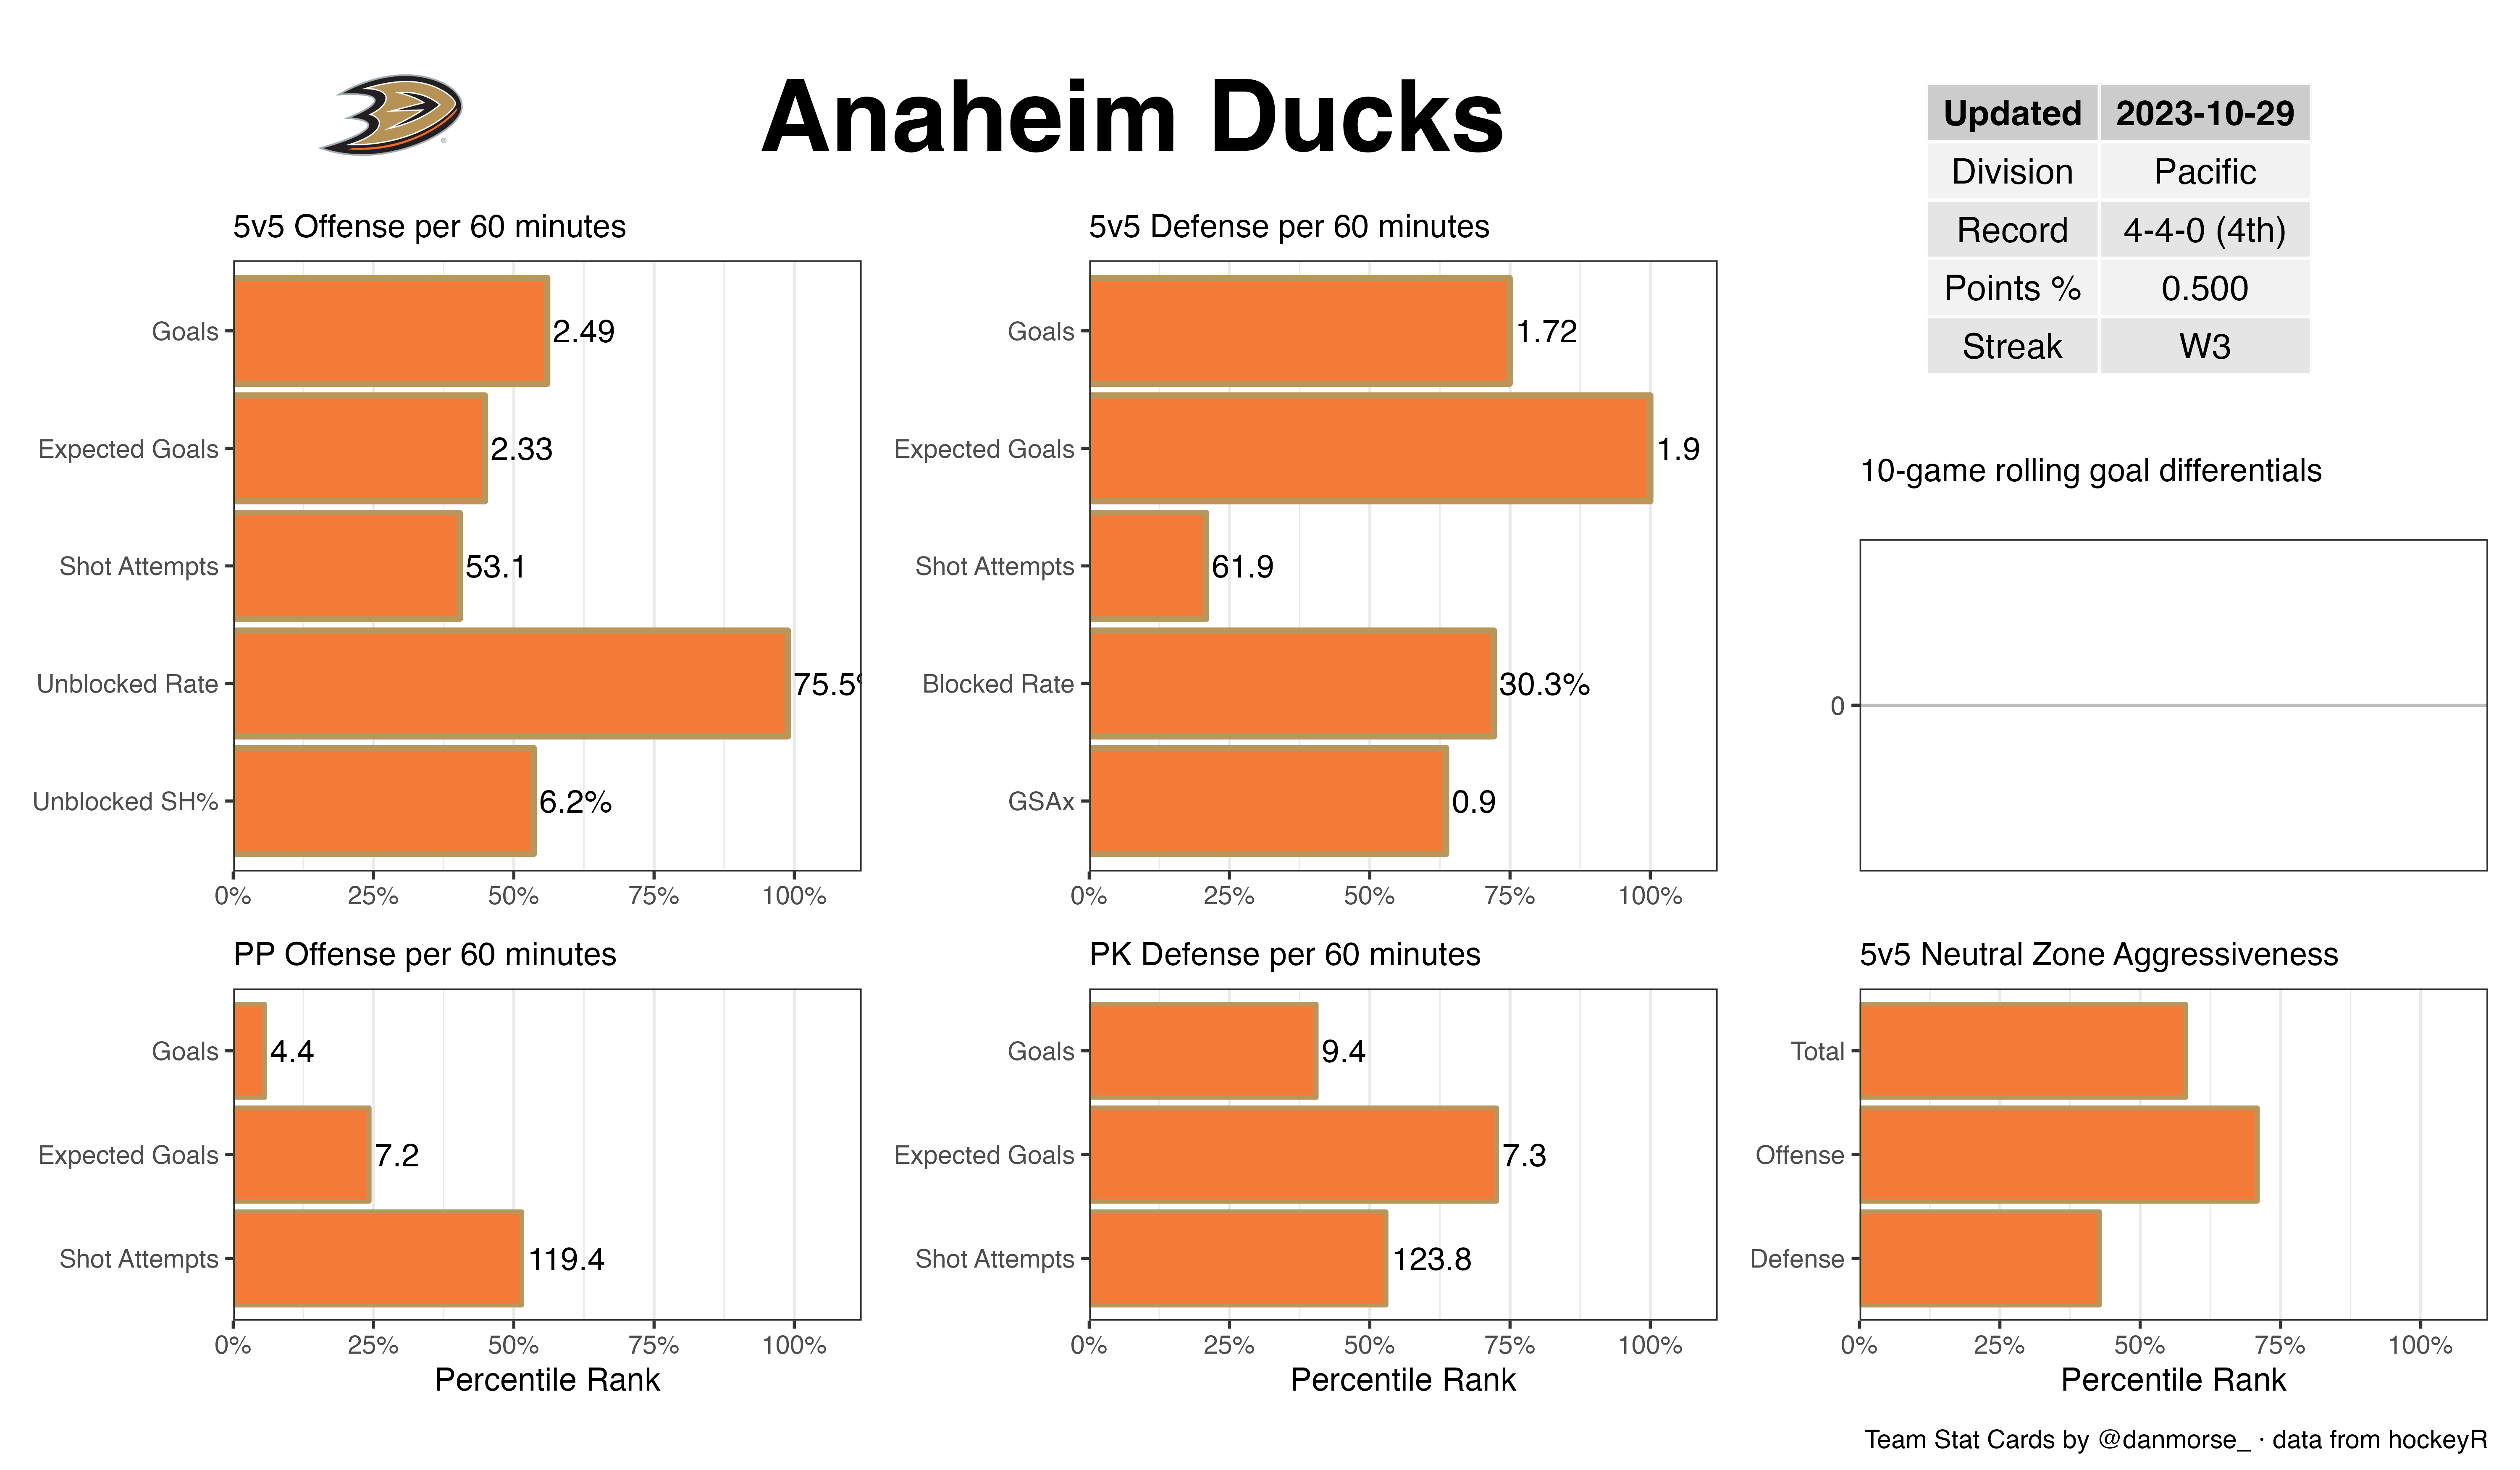 Anaheim Ducks
Updated 2023-10-29
Division Pacific
Record 4-4-0 (4th)
Points % 0.500
Streak W3
5v5 Offense per 60 minutes
Goals 2.49
Expected Goals 2.33
Shot Attempts 53.1
Unblocked Rate 75.5%
Unblocked SH% 6.2%
0% 25% 50% 75% 100%
5v5 Defense per 60 minutes
Goals 1.72
Expected Goals 1.9
Shot Attempts 61.9
Blocked Rate 30.3%
GSAx 0.9
0% 25% 50% 75% 100%
10-game rolling goal differentials
0
PP Offense per 60 minutes
Goals 4.4
Expected Goals 7.2
Shot Attempts 119.4
0% 25% 50% 75% 100%
Percentile Rank
PK Defense per 60 minutes
Goals 9.4
Expected Goals 7.3
Shot Attempts 123.8
0% 25% 50% 75% 100%
Percentile Rank
5v5 Neutral Zone Aggressiveness
Total
Offense
Defense
0% 25% 50% 75% 100%
Percentile Rank
Team Stat Cards by @danmorse_ · data from hockeyR